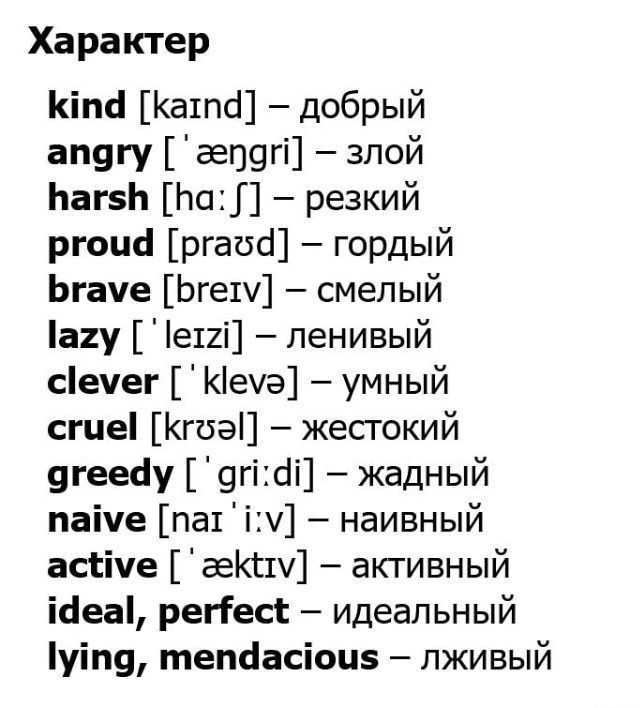 Характер
kind [kaɪnd] – добрый
angry [ˈæŋgri] – злой
harsh [hɑːʃ] – резкий
proud [praʊd] – гордый
brave [breɪv] – смелый
lazy [ˈleɪzi] – ленивый
clever [ˈklevə] – умный
cruel [krʊəl] – жестокий
greedy [ˈgriːdi] – жадный
naive [naɪˈiːv] – наивный
active [ˈæktɪv] – активный
ideal, perfect – идеальный
lying, mendacious – лживый